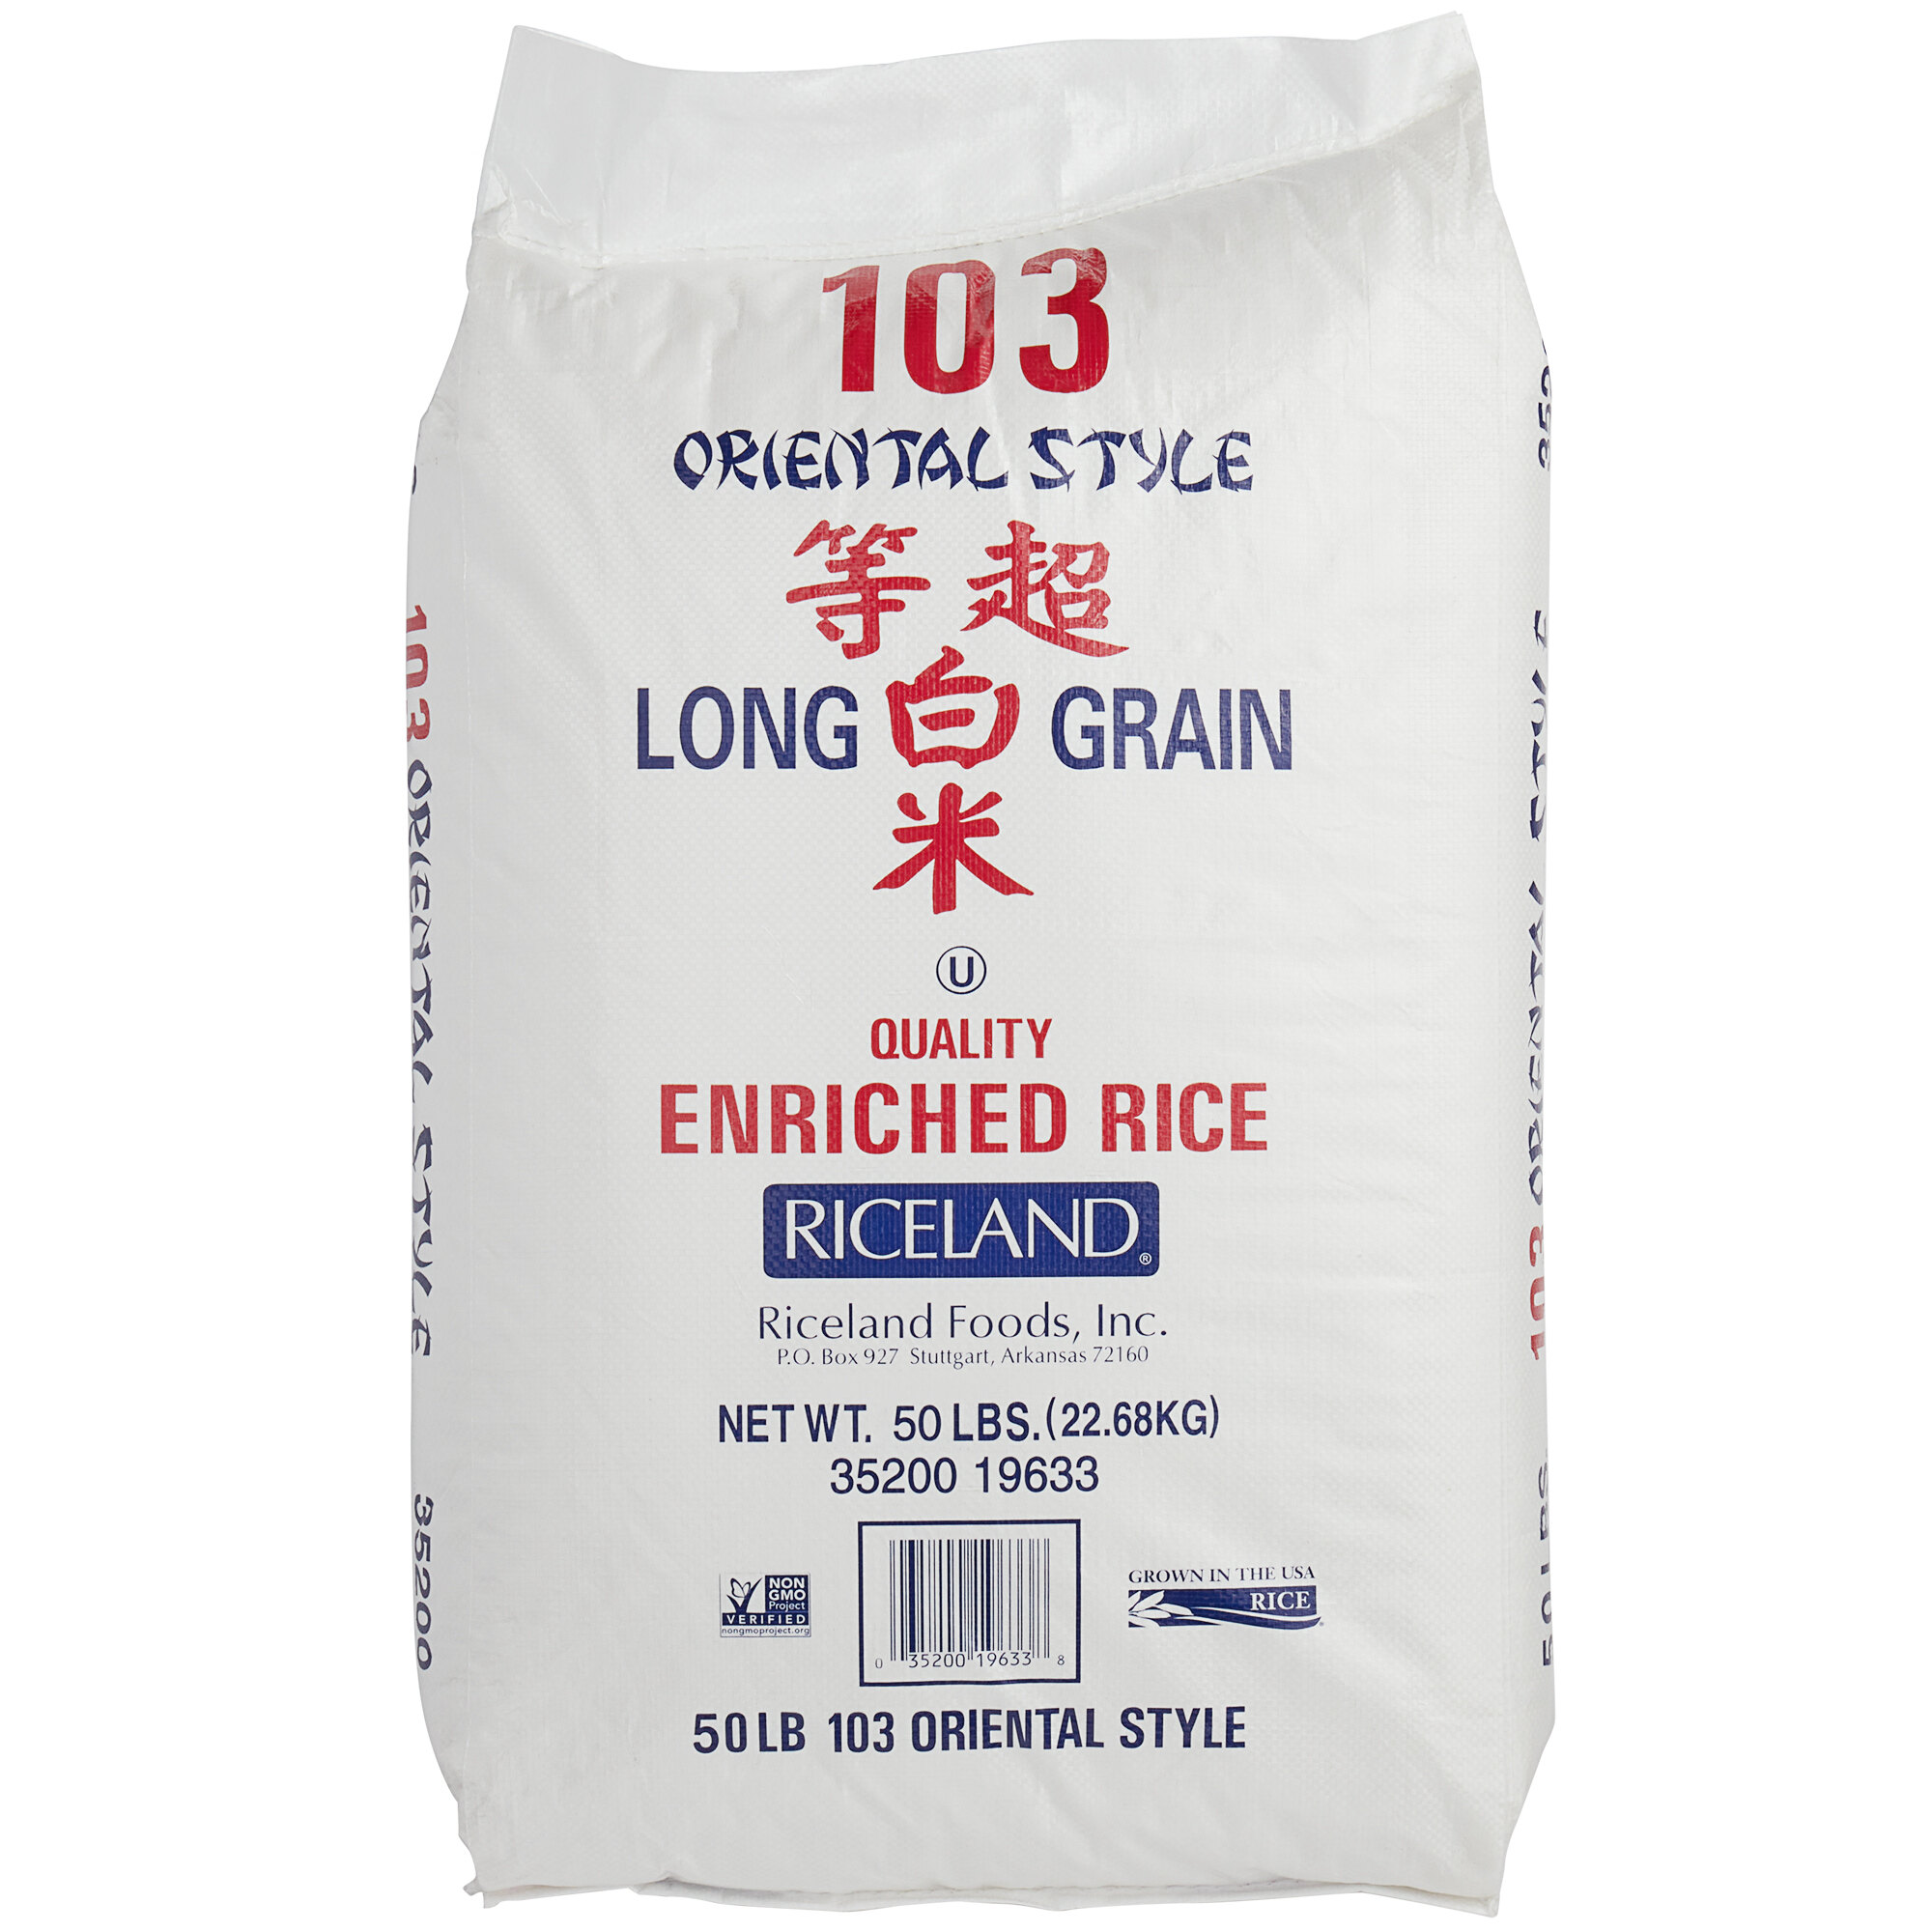 103
ORIENTAL STYLE
等 超
LONG 白 GRAIN
米
U
QUALITY
ENRICHED RICE
RICELAND®
Riceland Foods, Inc.
P.O. Box 927 Stuttgart, Arkansas 72160
NET WT. 50 LBS. (22.68KG)
35200 19633
NON
GMO
Project
VERIFIED
nongmoproject.org
0 35200 19633 8
GROWN IN THE USA
RICE
50 LB 103 ORIENTAL STYLE
103 ORIENTAL STYLE 35200
50 LBS. 103 ORIENTAL STYLE